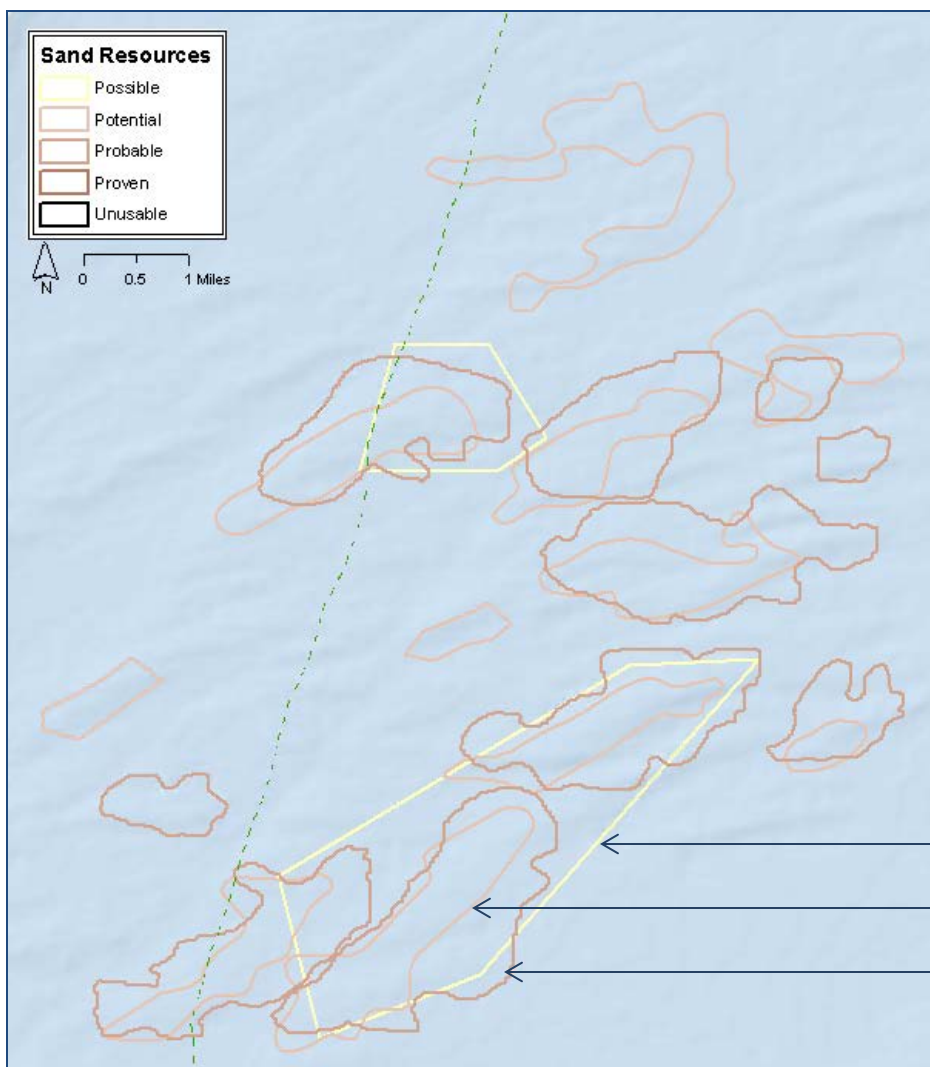 Sand Resources
Possible
Potential
Probable
Proven
Unusable
N
0 0.5 1 Miles